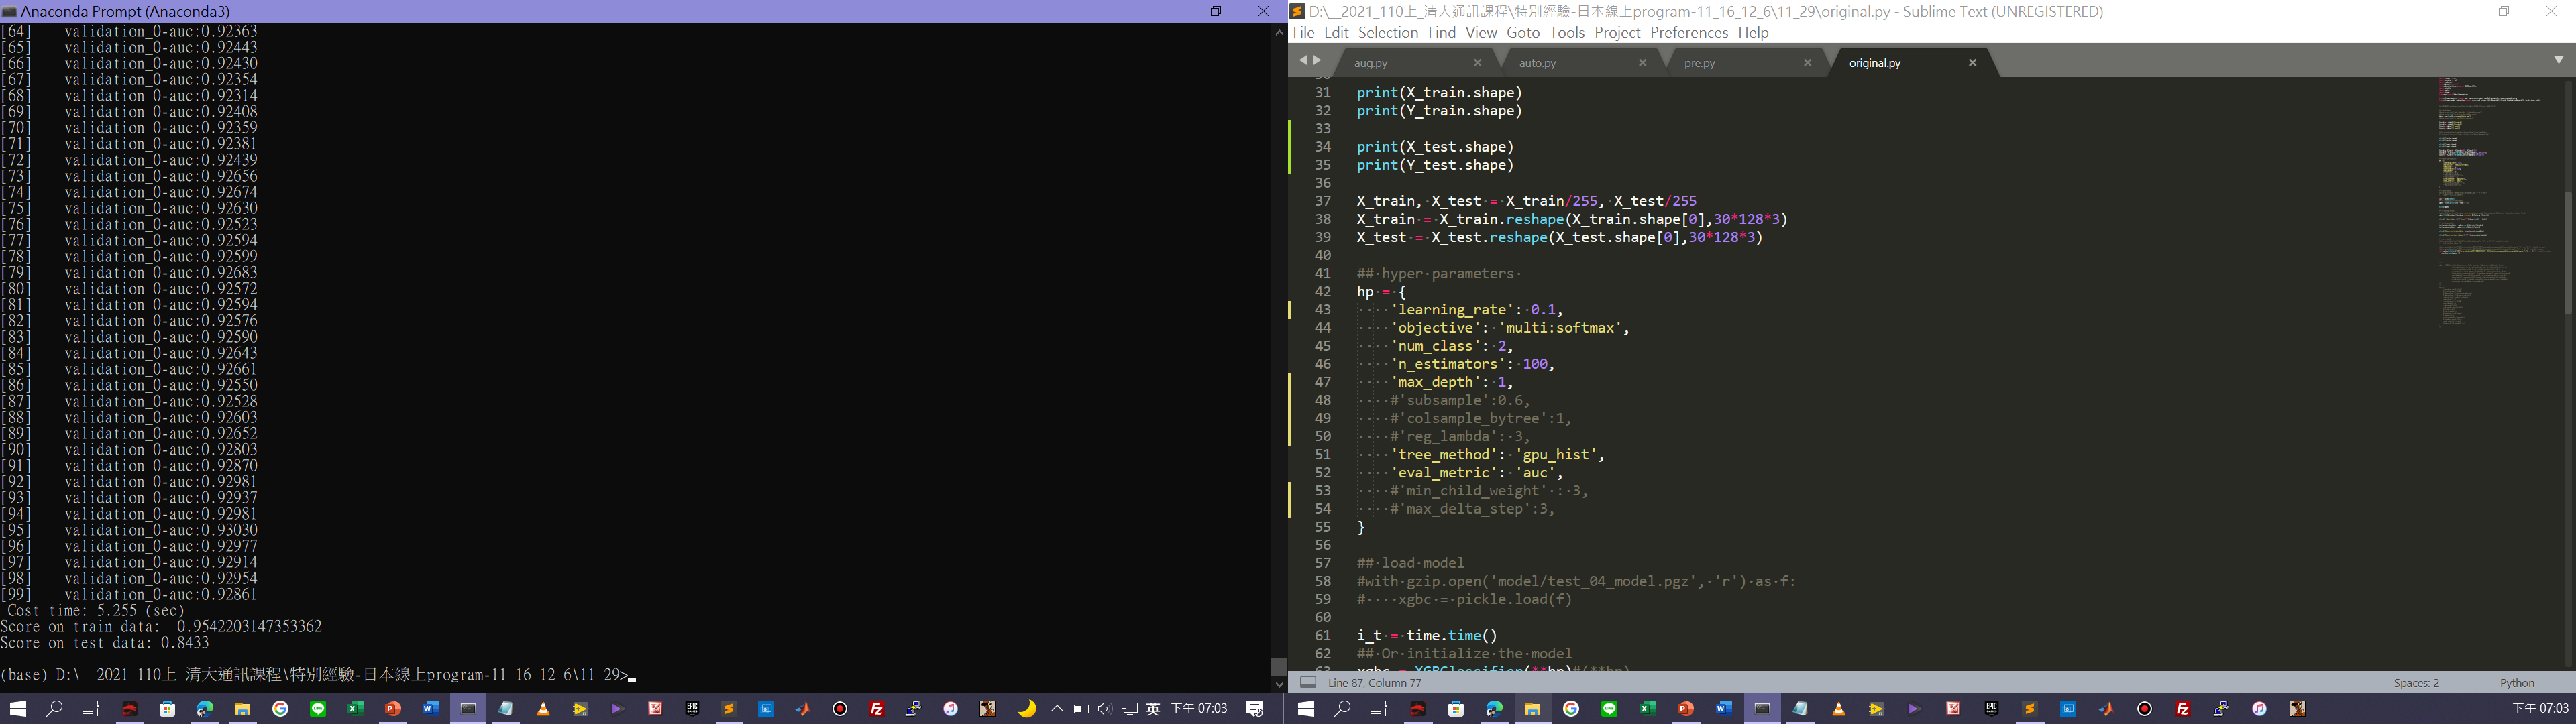 Anaconda Prompt (Anaconda3)
[64] validation_0-auc:0.92363
[65] validation_0-auc:0.92443
[66] validation_0-auc:0.92430
[67] validation_0-auc:0.92354
[68] validation_0-auc:0.92314
[69] validation_0-auc:0.92408
[70] validation_0-auc:0.92359
[71] validation_0-auc:0.92381
[72] validation_0-auc:0.92439
[73] validation_0-auc:0.92656
[74] validation_0-auc:0.92674
[75] validation_0-auc:0.92630
[76] validation_0-auc:0.92523
[77] validation_0-auc:0.92594
[78] validation_0-auc:0.92599
[79] validation_0-auc:0.92683
[80] validation_0-auc:0.92572
[81] validation_0-auc:0.92594
[82] validation_0-auc:0.92576
[83] validation_0-auc:0.92590
[84] validation_0-auc:0.92643
[85] validation_0-auc:0.92661
[86] validation_0-auc:0.92550
[87] validation_0-auc:0.92528
[88] validation_0-auc:0.92603
[89] validation_0-auc:0.92652
[90] validation_0-auc:0.92803
[91] validation_0-auc:0.92870
[92] validation_0-auc:0.92981
[93] validation_0-auc:0.92937
[94] validation_0-auc:0.92981
[95] validation_0-auc:0.93030
[96] validation_0-auc:0.92977
[97] validation_0-auc:0.92914
[98] validation_0-auc:0.92954
[99] validation_0-auc:0.92861
Cost time: 5.255 (sec)
Score on train data:  0.9542203147353362
Score on test data: 0.8433
(base) D:\__2021_110上_清大通訊課程\特別經驗-日本線上program-11_16_12_6\11_29>
英 下午 07:03
D:\__2021_110上_清大通訊課程\特別經驗-日本線上program-11_16_12_6\11_29\original.py - Sublime Text (UNREGISTERED)
File Edit Selection Find View Goto Tools Project Preferences Help
auq.py auto.py pre.py original.py
31 print(X_train.shape)
32 print(Y_train.shape)
33
34 print(X_test.shape)
35 print(Y_test.shape)
36
37 X_train, X_test = X_train/255, X_test/255
38 X_train = X_train.reshape(X_train.shape[0],30*128*3)
39 X_test = X_test.reshape(X_test.shape[0],30*128*3)
40
41 ## hyper parameters
42 hp = {
43 'learning_rate': 0.1,
44 'objective': 'multi:softmax',
45 'num_class': 2,
46 'n_estimators': 100,
47 'max_depth': 1,
48 #'subsample':0.6,
49 #'colsample_bytree':1,
50 #'reg_lambda': 3,
51 'tree_method': 'gpu_hist',
52 'eval_metric': 'auc',
53 #'min_child_weight' : 3,
54 #'max_delta_step':3,
55 }
56
57 ## load model
58 #with gzip.open('model/test_04_model.pgz', 'r') as f:
59 # xgbc = pickle.load(f)
60
61 i_t = time.time()
62 ## Or initialize the model
63 xgbc = XGBClassifier(**hp)#(**hp)
Line 87, Column 77 Spaces: 2 Python
下午 07:03